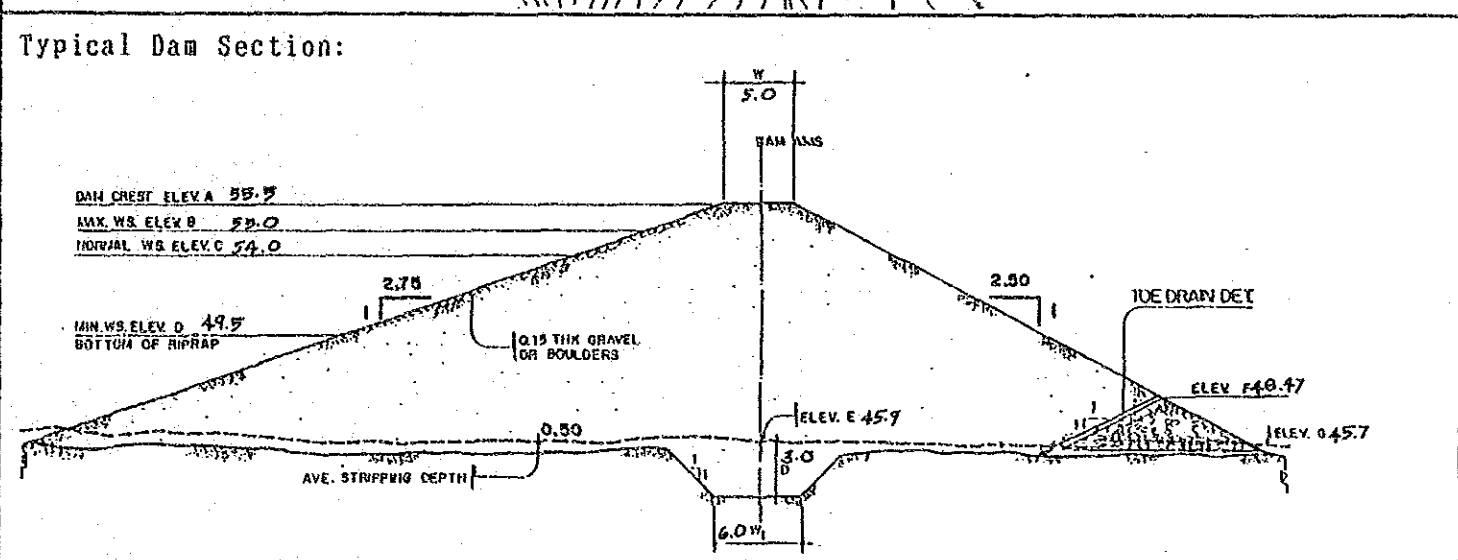 Typical Dam Section:
W
5.0
DAM AXIS
DAM CREST ELEV. A 55.5
MAX. WS. ELEV. B 55.0
NORMAL WS. ELEV. C 54.0
2.75
1
2.50
1
TOE DRAIN DET
MIN. WS. ELEV. D 49.5
BOTTOM OF RIPRAP
0.15 THK GRAVEL
OR BOULDERS
ELEV. F 48.47
ELEV. E 45.9
0.50
1
1
ELEV. G 45.7
3.0
D
AVE. STRIPPING DEPTH
1
1
6.0 W1